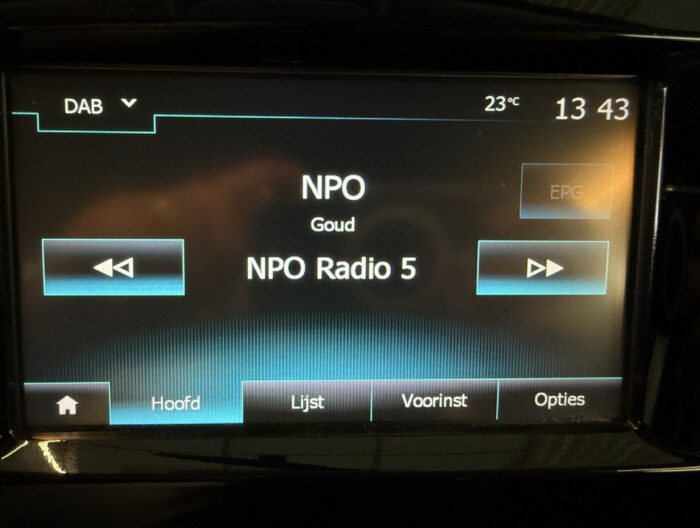 DAB 23°C 13 43
NPO
EPG
Goud
NPO Radio 5
Hoofd Lijst Voorinst Opties